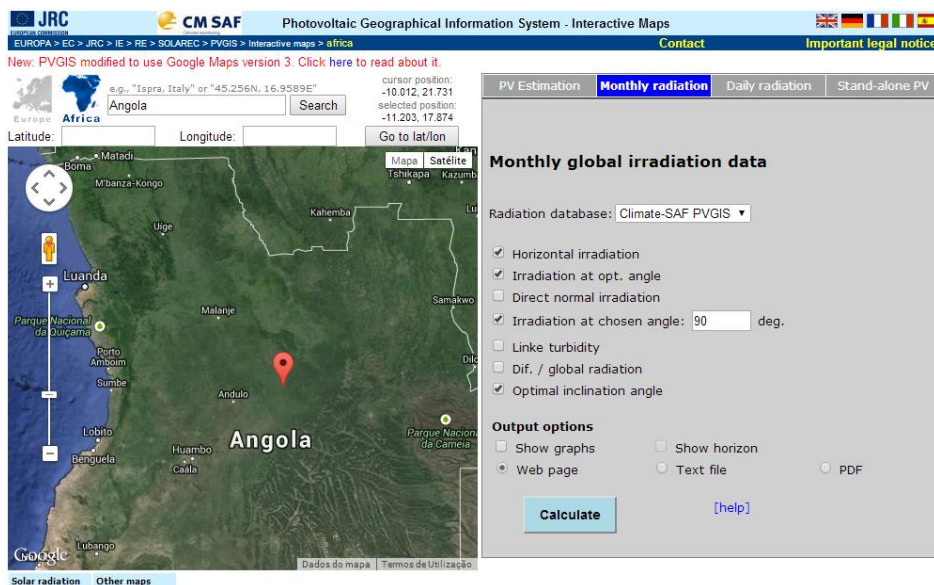 JRC
EUROPEAN COMMISSION
CM SAF
Photovoltaic Geographical Information System - Interactive Maps
EUROPA > EC > JRC > IE > RE > SOLAREC > PVGIS > Interactive maps > africa
Contact
Important legal notice
New: PVGIS modified to use Google Maps version 3. Click here to read about it.
Europe
Africa
e.g., "Ispra, Italy" or "45.256N, 16.9589E"
Angola
Search
cursor position:
-10.012, 21.731
selected position:
-11.203, 17.874
Latitude:
Longitude:
Go to lat/lon
Mapa
Satélite
Matadi
Boma
M'banza-Kongo
Tshikapa
Kahemba
Uige
Luanda
Malanje
Samakwo
Parque Nacional
da Quiçama
Porto
Amboim
Sumbe
Andulo
Lobito
Benguela
Huambo
Caála
Angola
Parque Nacion
da Cameia
Lubango
Google
Dados do mapa
Termos de Utilização
Solar radiation
Other maps
PV Estimation
Monthly radiation
Daily radiation
Stand-alone PV
Monthly global irradiation data
Radiation database: Climate-SAF PVGIS
Horizontal irradiation
Irradiation at opt. angle
Direct normal irradiation
Irradiation at chosen angle: 90 deg.
Linke turbidity
Dif. / global radiation
Optimal inclination angle
Output options
Show graphs
Show horizon
Web page
Text file
PDF
Calculate
[help]